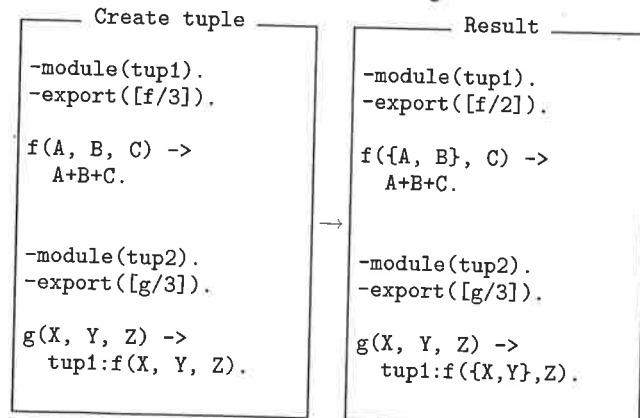 Create tuple
-module(tup1).
-export([f/3]).
f(A, B, C) ->
A+B+C.
-module(tup2).
-export([g/3]).
g(X, Y, Z) ->
tup1:f(X, Y, Z).
→
Result
-module(tup1).
-export([f/2]).
f({A, B}, C) ->
A+B+C.
-module(tup2).
-export([g/3]).
g(X, Y, Z) ->
tup1:f({X,Y},Z).